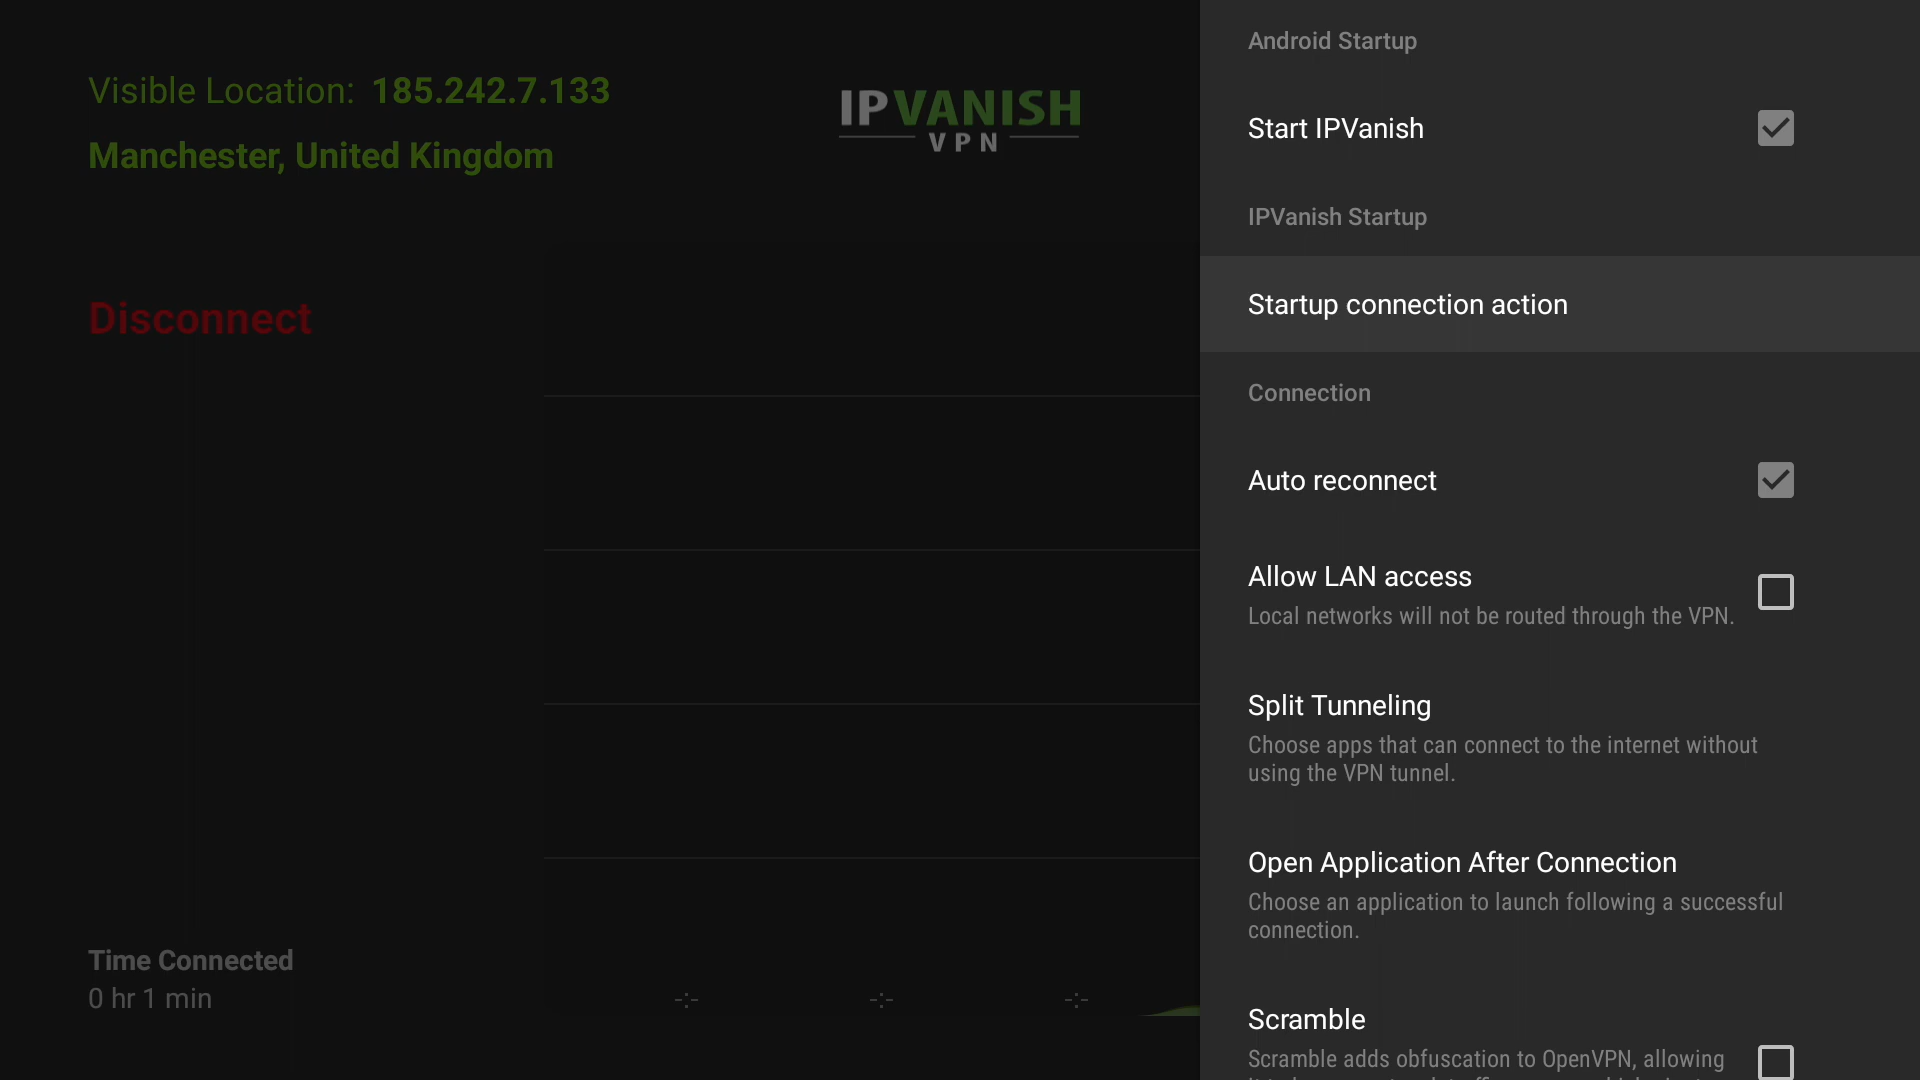 Visible Location: 185.242.7.133
Manchester, United Kingdom
IPVANISH
VPN
Disconnect
Time Connected
0 hr 1 min
-:- -:- -:-
Android Startup
Start IPVanish
IPVanish Startup
Startup connection action
Connection
Auto reconnect
Allow LAN access
Local networks will not be routed through the VPN.
Split Tunneling
Choose apps that can connect to the internet without
using the VPN tunnel.
Open Application After Connection
Choose an application to launch following a successful
connection.
Scramble
Scramble adds obfuscation to OpenVPN, allowing